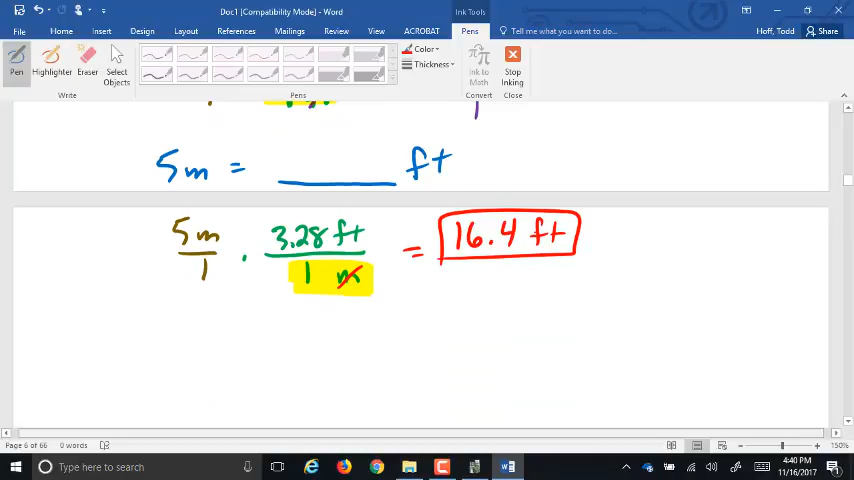 Doc1 [Compatibility Mode] - Word
Ink Tools
File Home Insert Design Layout References Mailings Review View ACROBAT Pens Tell me what you want to do... Hoff, Todd Share
Pen Highlighter Eraser Select Objects Color Thickness Ink to Math Stop Inking
Write Pens Convert Close
1
5m = ft
5m/1 · 3.28 ft/1 m = 16.4 ft
Page 6 of 66 0 words 150%
Type here to search 4:40 PM
11/16/2017